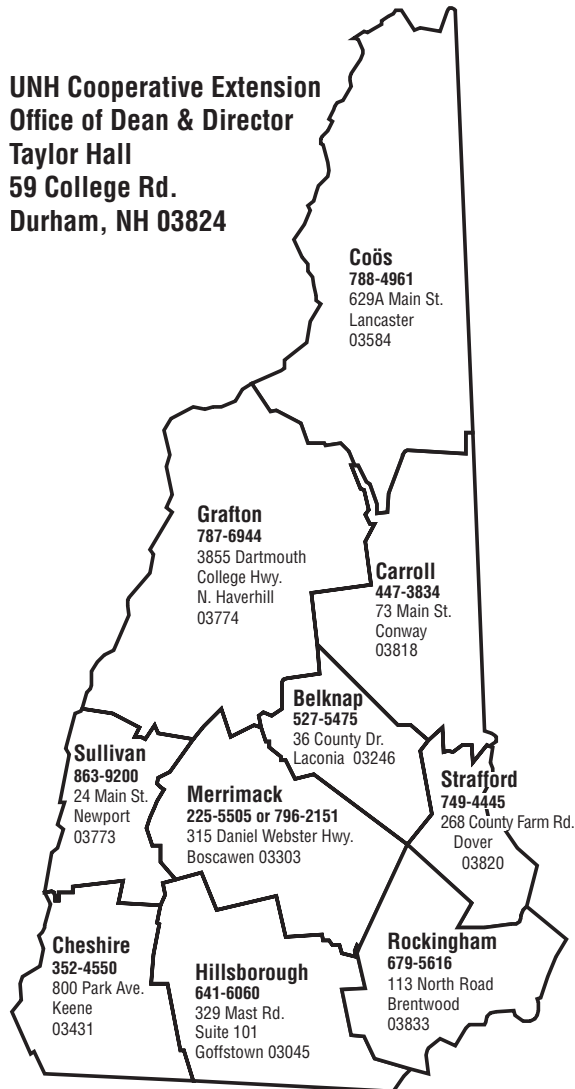 UNH Cooperative Extension
Office of Dean & Director
Taylor Hall
59 College Rd.
Durham, NH 03824
Coös
788-4961
629A Main St.
Lancaster
03584
Grafton
787-6944
3855 Dartmouth
College Hwy.
N. Haverhill
03774
Carroll
447-3834
73 Main St.
Conway
03818
Belknap
527-5475
36 County Dr.
Laconia 03246
Sullivan
863-9200
24 Main St.
Newport
03773
Merrimack
225-5505 or 796-2151
315 Daniel Webster Hwy.
Boscawen 03303
Strafford
749-4445
268 County Farm Rd.
Dover
03820
Cheshire
352-4550
800 Park Ave.
Keene
03431
Hillsborough
641-6060
329 Mast Rd.
Suite 101
Goffstown 03045
Rockingham
679-5616
113 North Road
Brentwood
03833